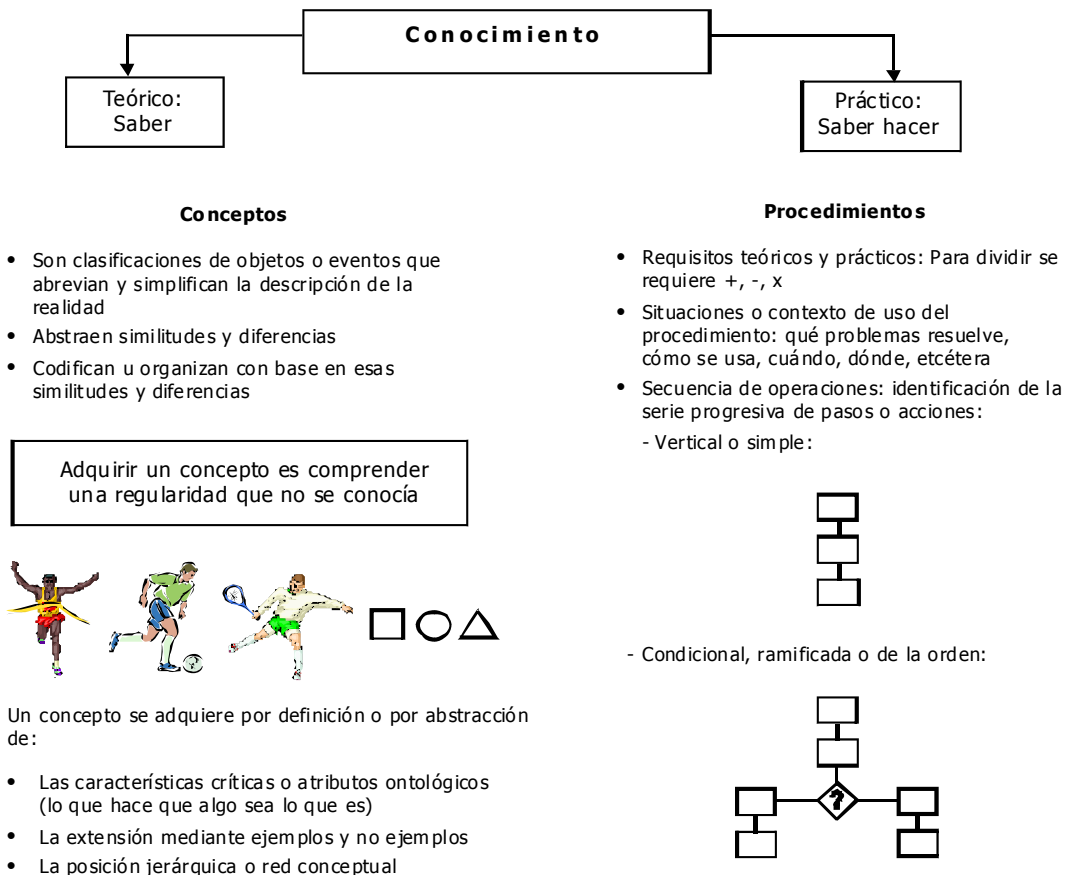 Conocimiento
Teórico:
Saber
Práctico:
Saber hacer
Conceptos
• Son clasificaciones de objetos o eventos que
abrevian y simplifican la descripción de la
realidad
• Abstraen similitudes y diferencias
• Codifican u organizan con base en esas
similitudes y diferencias
Adquirir un concepto es comprender
una regularidad que no se conocía
Un concepto se adquiere por definición o por abstracción
de:
• Las características críticas o atributos ontológicos
(lo que hace que algo sea lo que es)
• La extensión mediante ejemplos y no ejemplos
• La posición jerárquica o red conceptual
Procedimientos
• Requisitos teóricos y prácticos: Para dividir se
requiere +, -, x
• Situaciones o contexto de uso del
procedimiento: qué problemas resuelve,
cómo se usa, cuándo, dónde, etcétera
• Secuencia de operaciones: identificación de la
serie progresiva de pasos o acciones:
- Vertical o simple:
- Condicional, ramificada o de la orden:
?